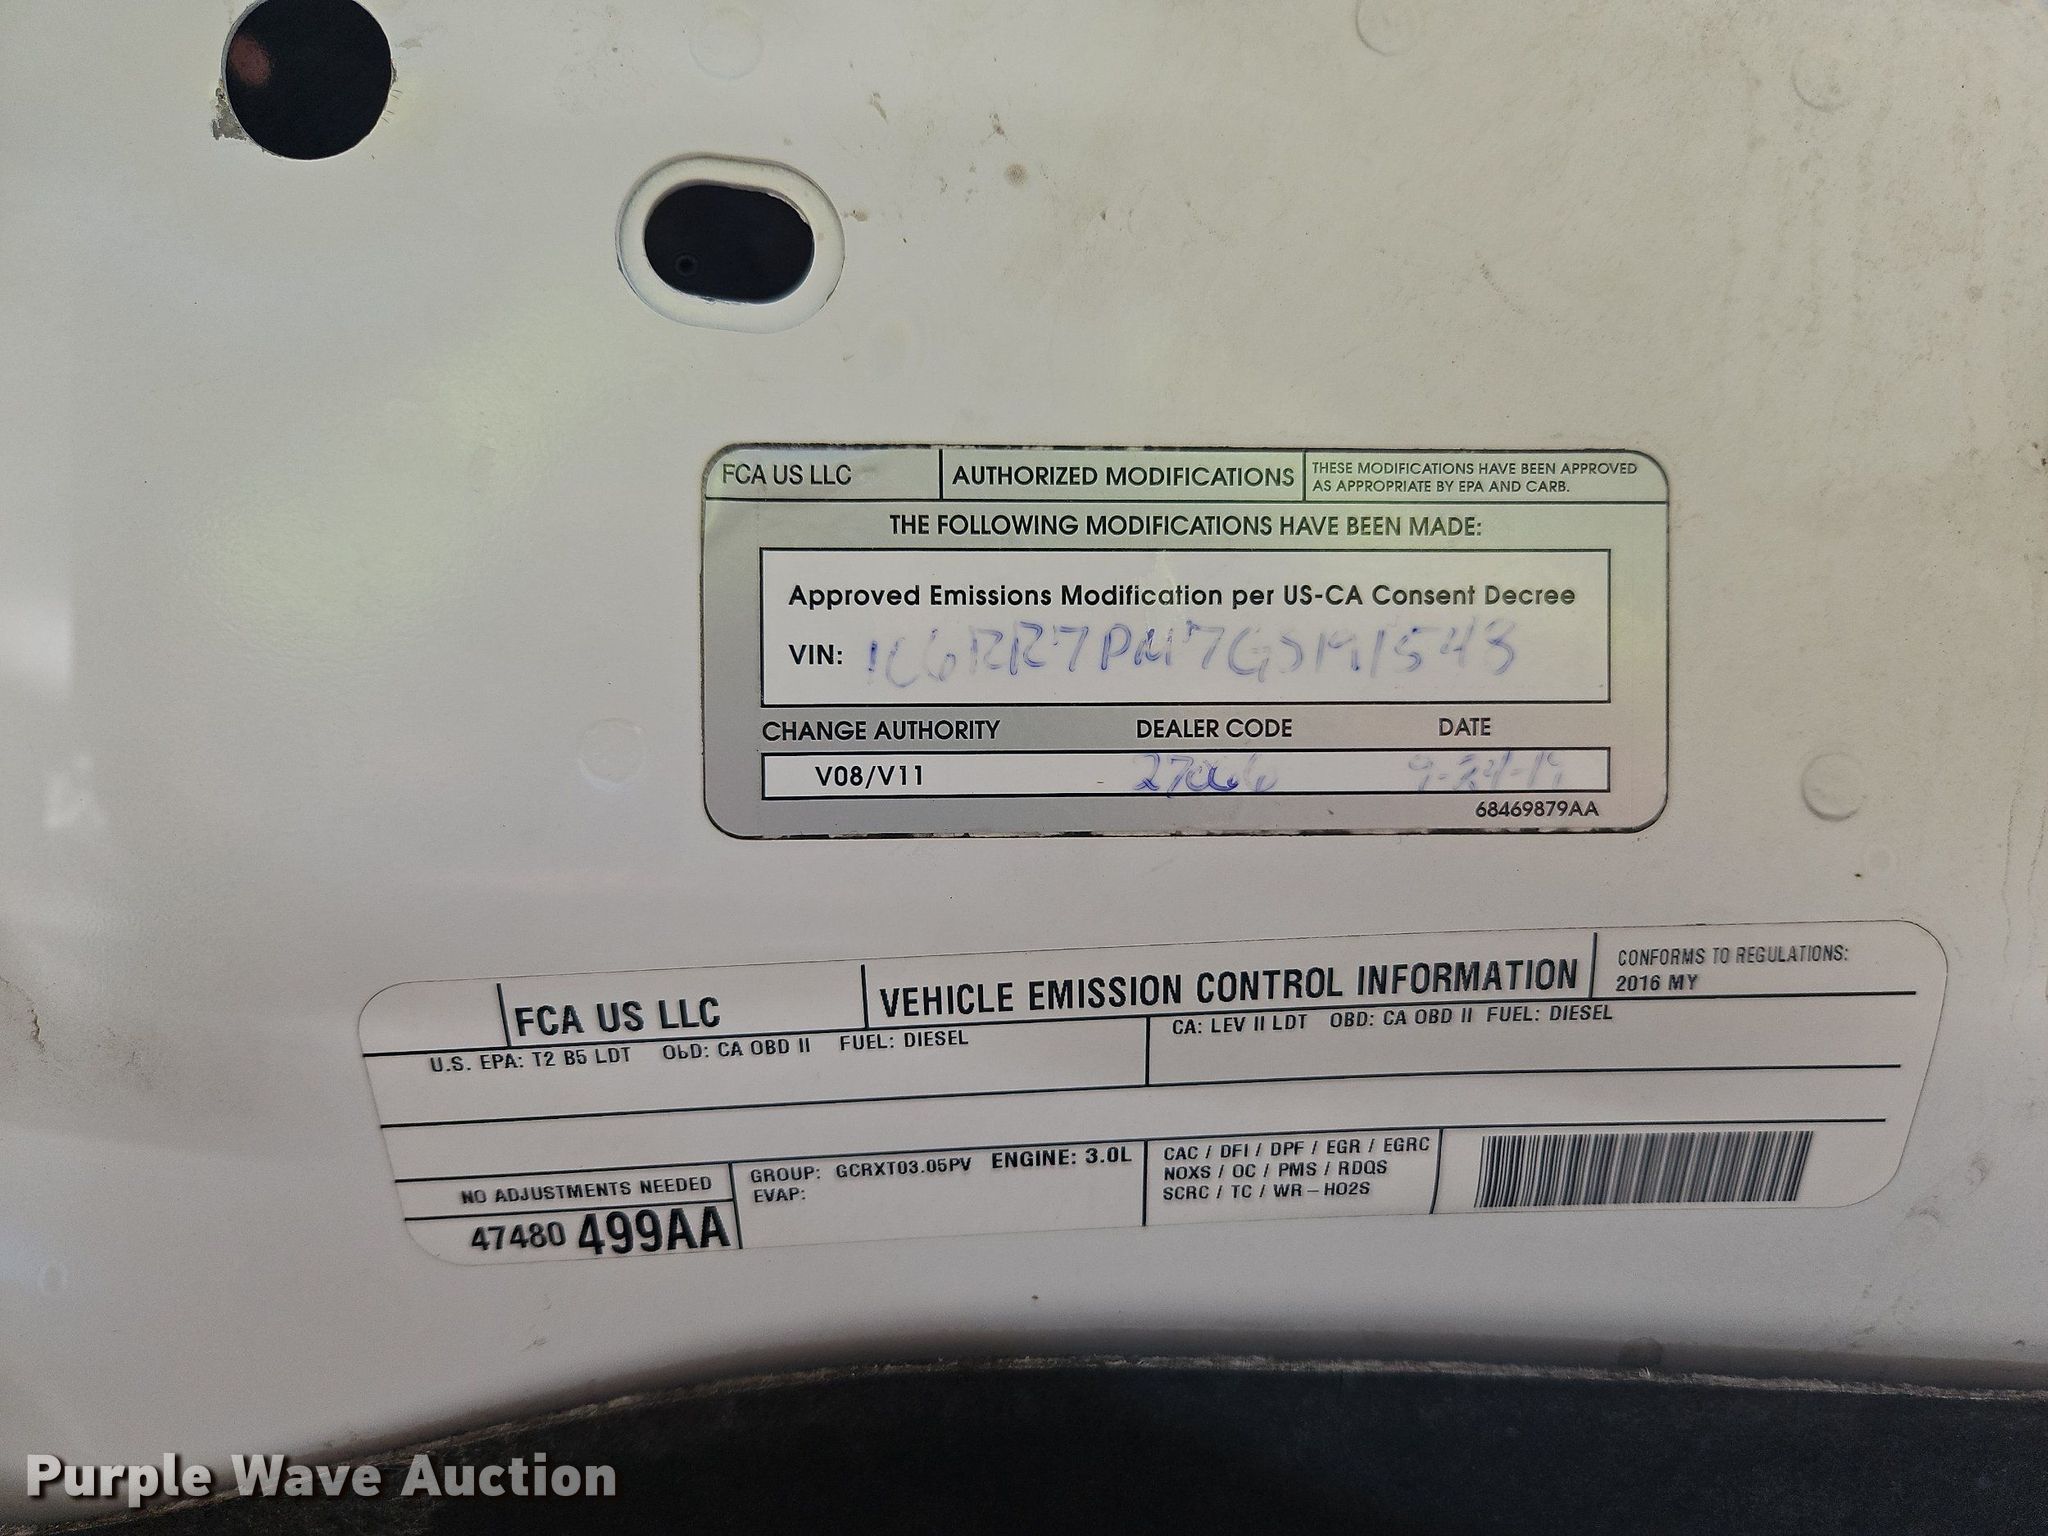 FCA US LLC
AUTHORIZED MODIFICATIONS
THESE MODIFICATIONS HAVE BEEN APPROVED
AS APPROPRIATE BY EPA AND CARB.
THE FOLLOWING MODIFICATIONS HAVE BEEN MADE:
Approved Emissions Modification per US-CA Consent Decree
VIN:
CHANGE AUTHORITY DEALER CODE DATE
V08/V11 9-24-19
68469879AA
FCA US LLC
VEHICLE EMISSION CONTROL INFORMATION
CONFORMS TO REGULATIONS:
2016 MY
U.S. EPA: T2 B5 LDT OBD: CA OBD II FUEL: DIESEL
CA: LEV II LDT OBD: CA OBD II FUEL: DIESEL
NO ADJUSTMENTS NEEDED
47480 499AA
GROUP: GCRXT03.05PV ENGINE: 3.0L
EVAP:
CAC / DFI / DPF / EGR / EGRC
NOXS / OC / PMS / RDQS
SCRC / TC / WR-HO2S
Purple Wave Auction